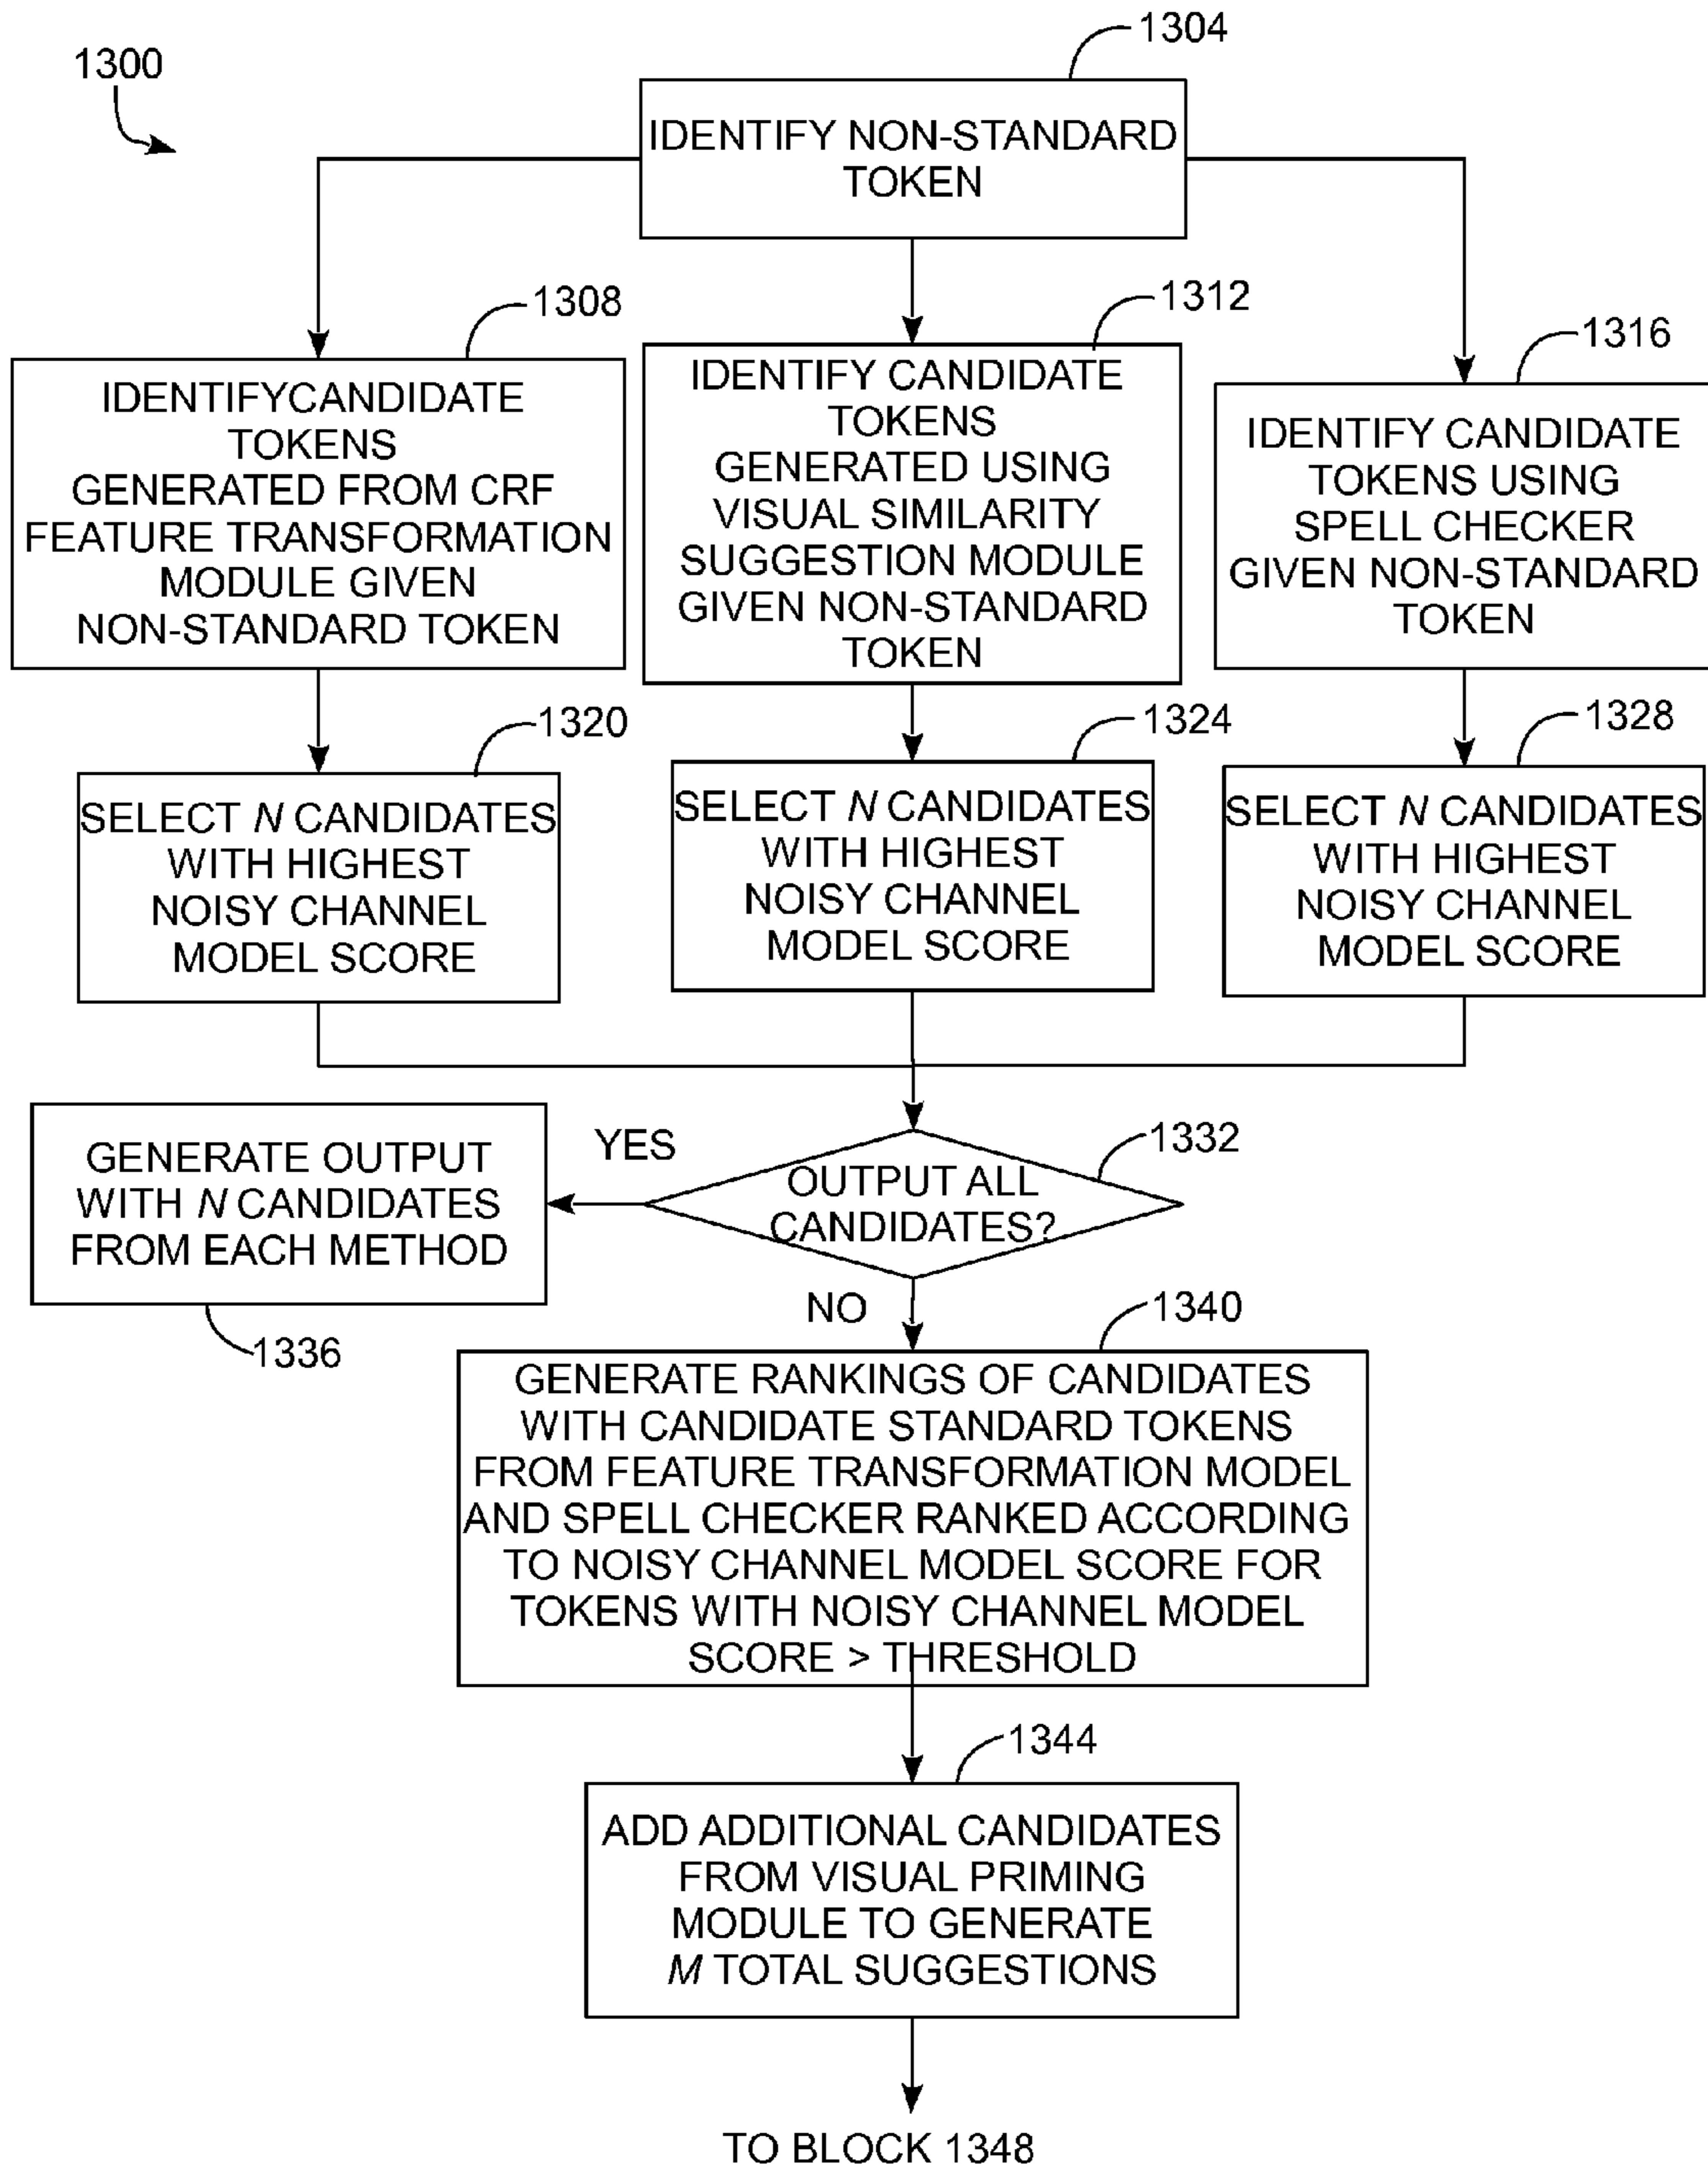 1300
1304
IDENTIFY NON-STANDARD
TOKEN
1308
IDENTIFYCANDIDATE
TOKENS
GENERATED FROM CRF
FEATURE TRANSFORMATION
MODULE GIVEN
NON-STANDARD TOKEN
1312
IDENTIFY CANDIDATE
TOKENS
GENERATED USING
VISUAL SIMILARITY
SUGGESTION MODULE
GIVEN NON-STANDARD
TOKEN
1316
IDENTIFY CANDIDATE
TOKENS USING
SPELL CHECKER
GIVEN NON-STANDARD
TOKEN
1320
SELECT N CANDIDATES
WITH HIGHEST
NOISY CHANNEL
MODEL SCORE
1324
SELECT N CANDIDATES
WITH HIGHEST
NOISY CHANNEL
MODEL SCORE
1328
SELECT N CANDIDATES
WITH HIGHEST
NOISY CHANNEL
MODEL SCORE
1332
OUTPUT ALL
CANDIDATES?
YES
GENERATE OUTPUT
WITH N CANDIDATES
FROM EACH METHOD
1336
NO
1340
GENERATE RANKINGS OF CANDIDATES
WITH CANDIDATE STANDARD TOKENS
FROM FEATURE TRANSFORMATION MODEL
AND SPELL CHECKER RANKED ACCORDING
TO NOISY CHANNEL MODEL SCORE FOR
TOKENS WITH NOISY CHANNEL MODEL
SCORE > THRESHOLD
1344
ADD ADDITIONAL CANDIDATES
FROM VISUAL PRIMING
MODULE TO GENERATE
M TOTAL SUGGESTIONS
TO BLOCK 1348